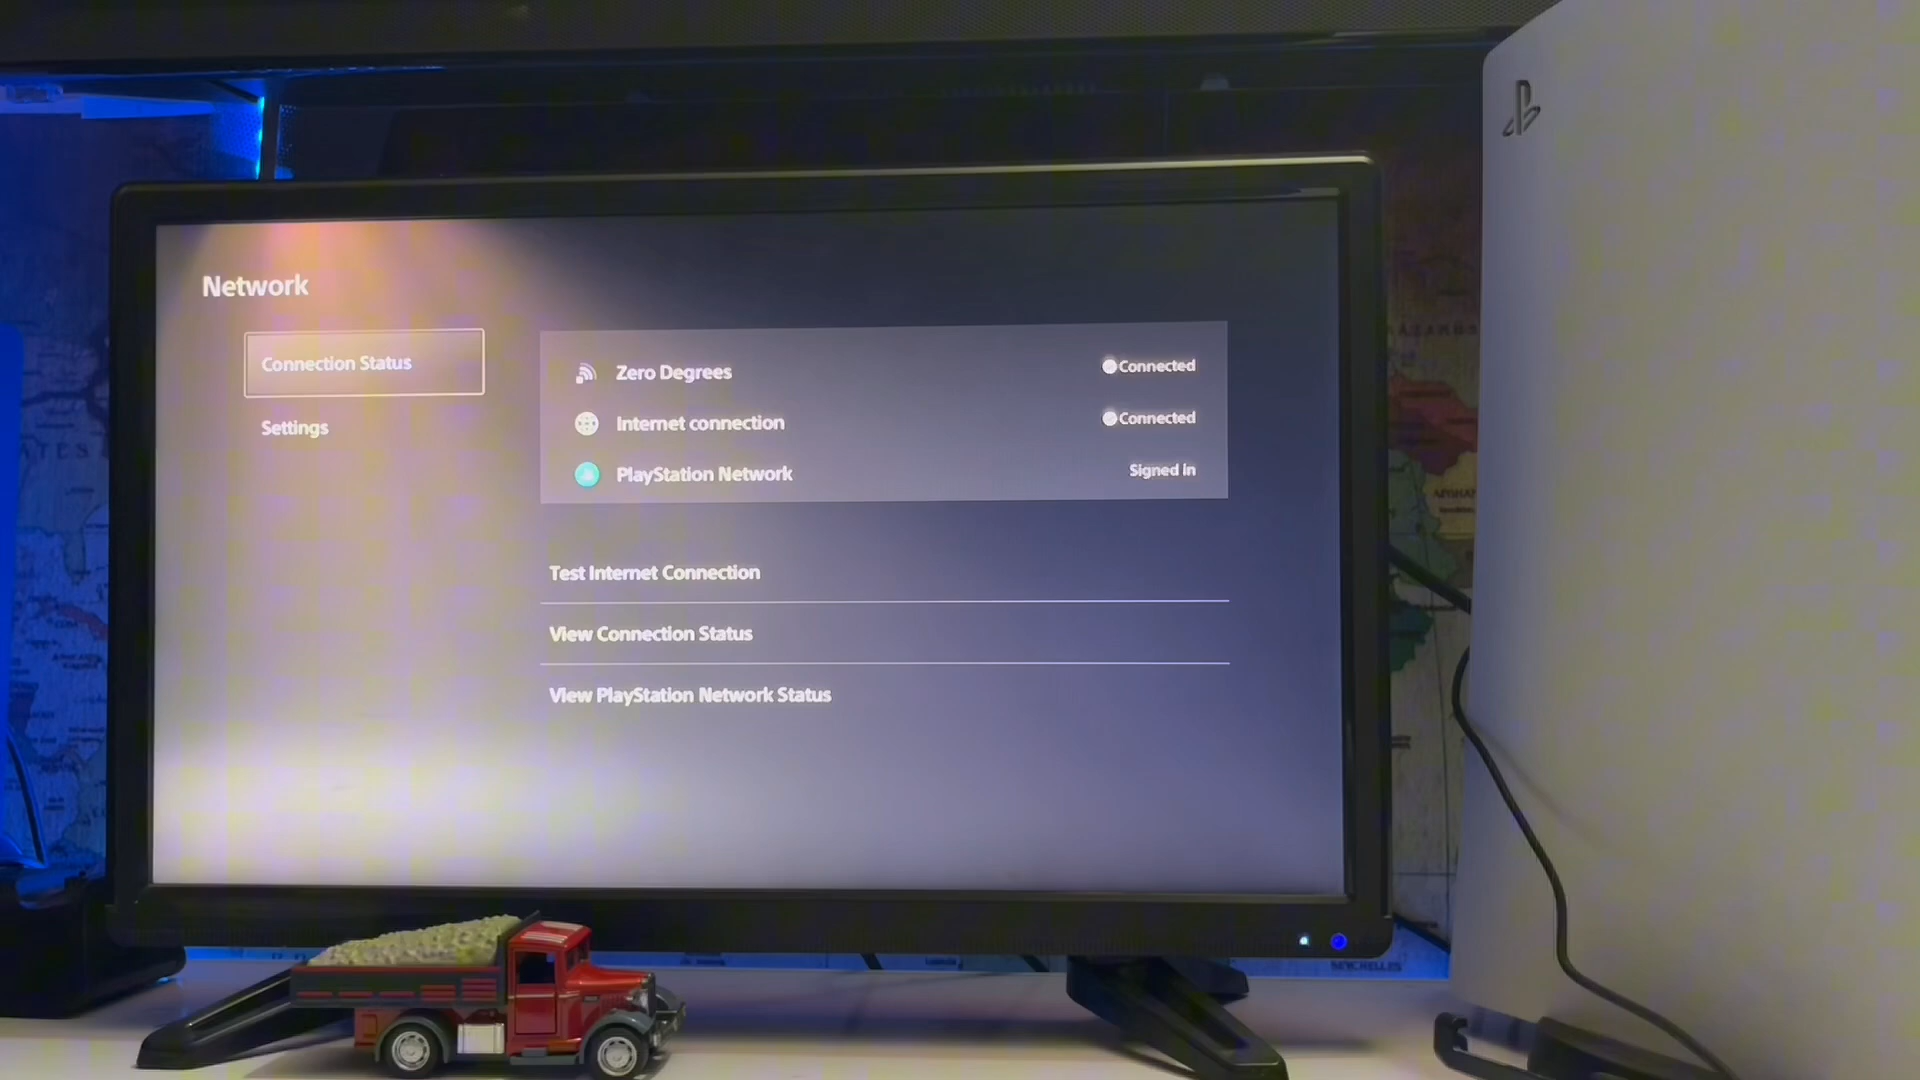 Network
Connection Status
Settings
Zero Degrees
Connected
Internet connection
Connected
PlayStation Network
Signed in
Test Internet Connection
View Connection Status
View PlayStation Network Status
SEYCHELLES